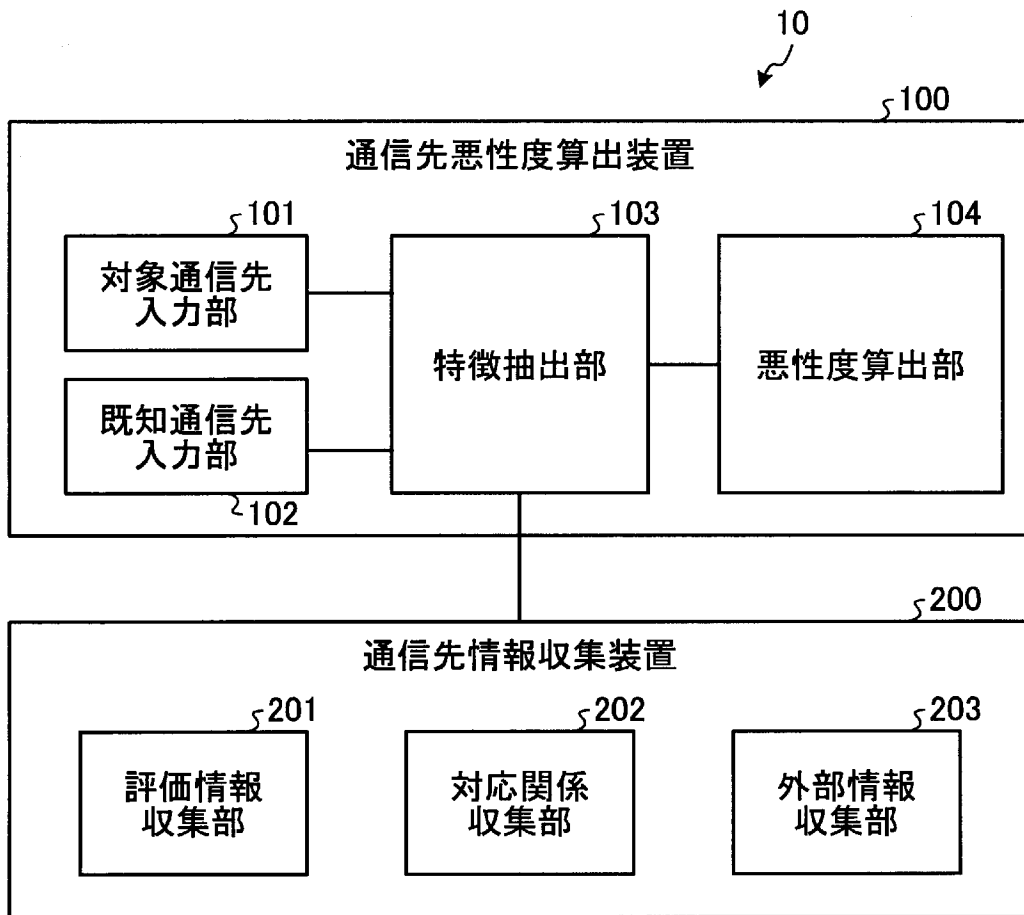 10
100
通信先悪性度算出装置
101
103
104
対象通信先
入力部
特徴抽出部
悪性度算出部
既知通信先
入力部
102
200
通信先情報収集装置
201
202
203
評価情報
収集部
対応関係
収集部
外部情報
収集部